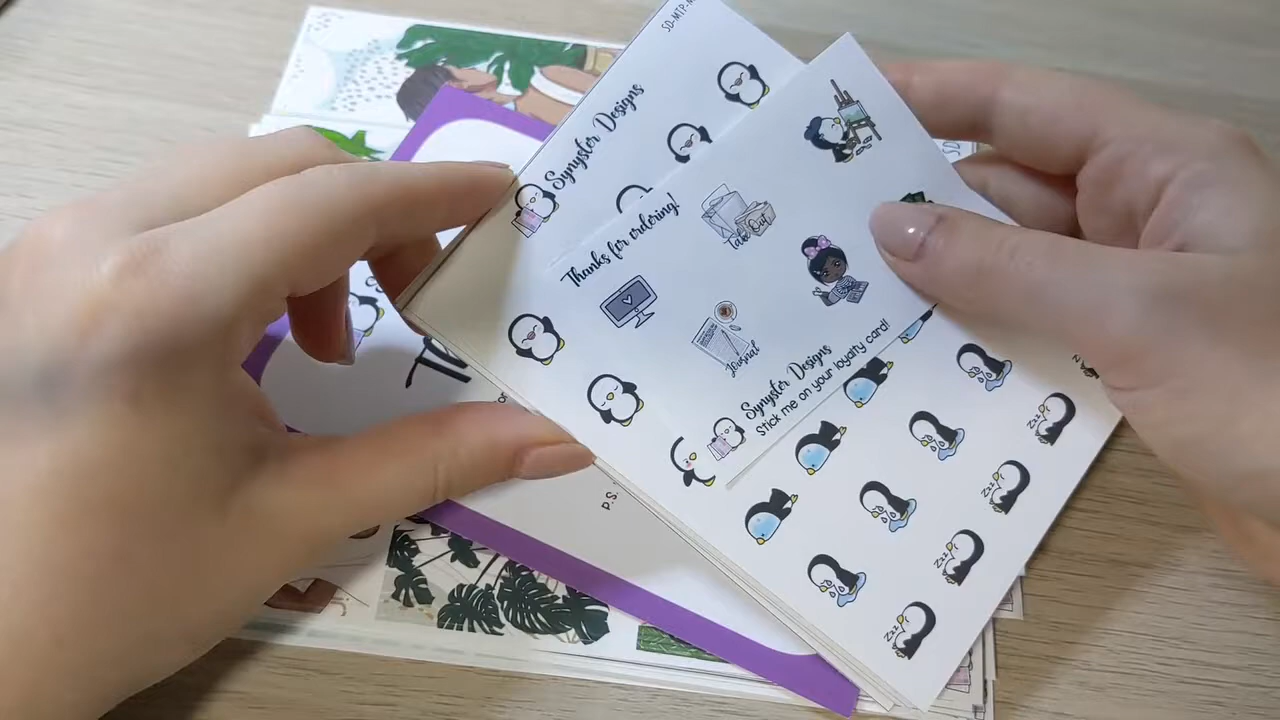 SD-MTP-
Synyster Designs
Thanks for ordering!
Take Out
Journal
Synyster Designs
Stick me on your loyalty card!
P.S.
Zzz
Zzz
Zzz
Zzz